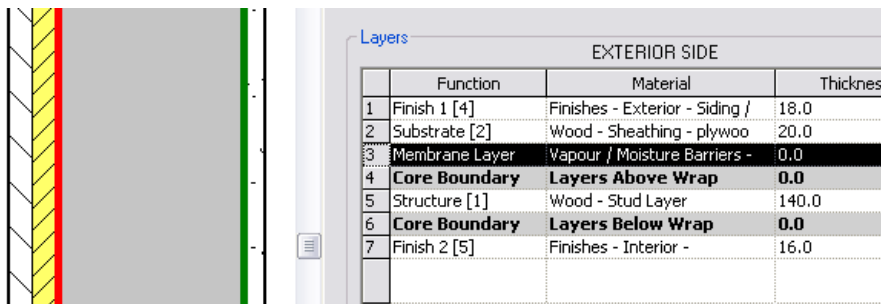 Layers
EXTERIOR SIDE
Function Material Thicknes
1 Finish 1 [4] Finishes - Exterior - Siding / 18.0
2 Substrate [2] Wood - Sheathing - plywoo 20.0
3 Membrane Layer Vapour / Moisture Barriers - 0.0
4 Core Boundary Layers Above Wrap 0.0
5 Structure [1] Wood - Stud Layer 140.0
6 Core Boundary Layers Below Wrap 0.0
7 Finish 2 [5] Finishes - Interior - 16.0